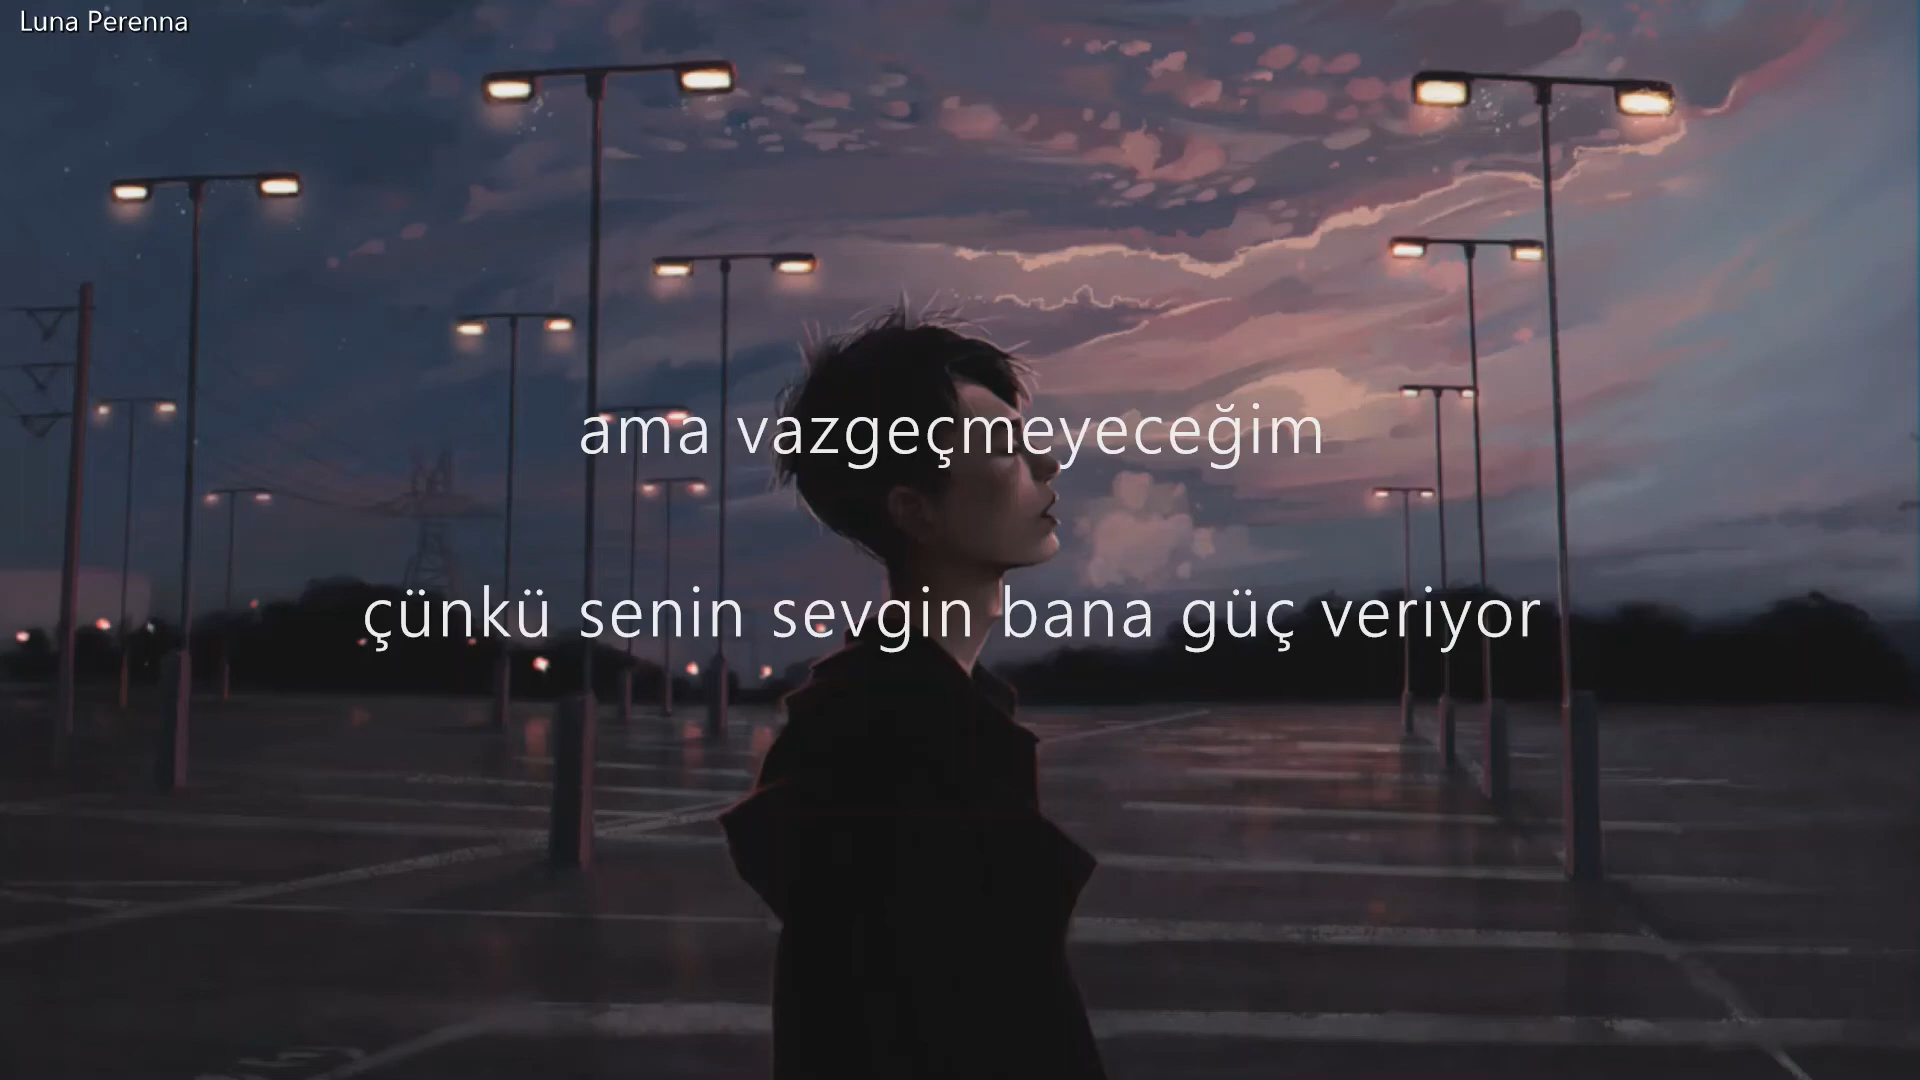 Luna Perenna
ama vazgeçmeyeceğim
çünkü senin sevgin bana güç veriyor